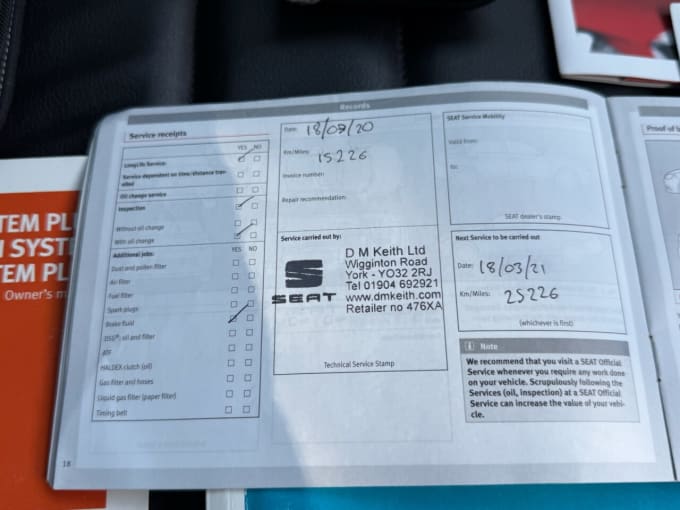 Records
Service receipts
YES NO
LongLife Service:
Service dependent on time/distance tra-
velled
Oil change service
Inspection
Without oil change
With oil change
Additional jobs: YES NO
Dust and pollen filter
Air filter
Fuel filter
Spark plugs
Brake fluid
DSG®: oil and filter
ATF
HALDEX clutch (oil)
Gas filter and hoses
Liquid gas filter (paper filter)
Timing belt
18
Date: 18/09/20
Km/Miles: 15226
Invoice number:
Repair recommendation:
Service carried out by:
SEAT
D M Keith Ltd
Wigginton Road
York - YO32 2RJ
Tel 01904 692921
www.dmkeith.com
Retailer no 476XA
Technical Service Stamp
SEAT Service Mobility
Valid from:
to:
SEAT dealer's stamp
Next Service to be carried out
Date: 18/03/21
Km/Miles: 25226
(whichever is first)
i Note
We recommend that you visit a SEAT Official
Service whenever you require any work done
on your vehicle. Scrupulously following the
Services (oil, inspection) at a SEAT Official
Service can increase the value of your vehi-
cle.
Proof of
TEM PL
SYST
TEM PL
Owner's m